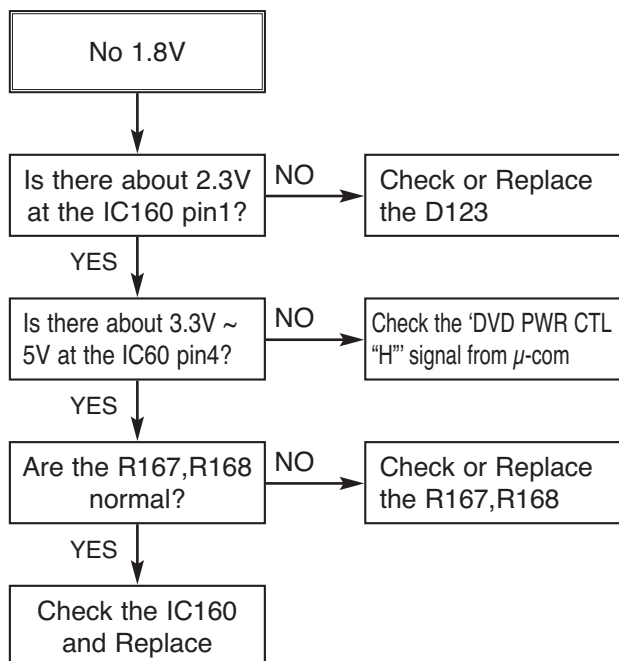 No 1.8V
Is there about 2.3V
at the IC160 pin1?
NO
Check or Replace
the D123
YES
Is there about 3.3V ~
5V at the IC60 pin4?
NO
Check the ‘DVD PWR CTL
“H”’ signal from µ-com
YES
Are the R167,R168
normal?
NO
Check or Replace
the R167,R168
YES
Check the IC160
and Replace